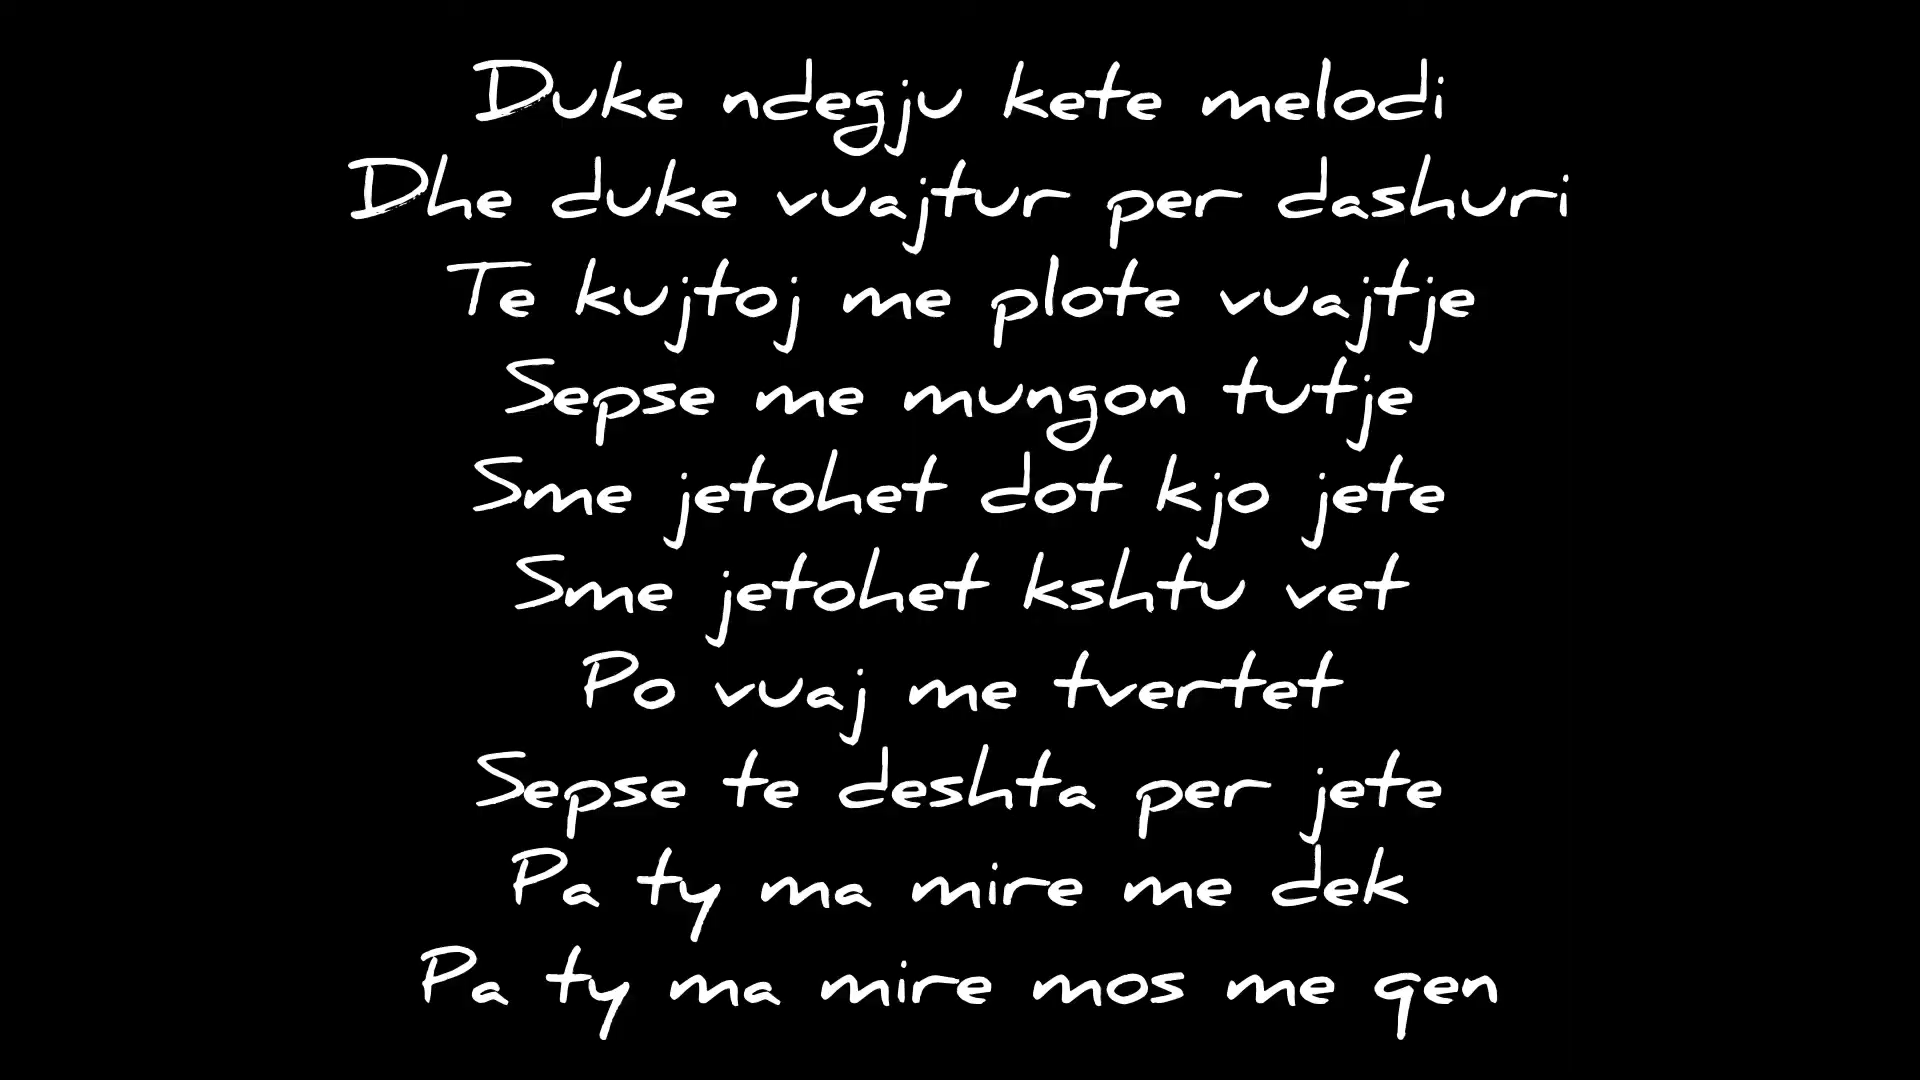 Duke ndegju kete melodi
Dhe duke vuajtur per dashuri
Te kujtoj me plote vuajtje
Sepse me mungon tutje
Sme jetohet dot kjo jete
Sme jetohet kshtu vet
Po vuaj me tvertet
Sepse te deshta per jete
Pa ty ma mire me dek
Pa ty ma mire mos me qen